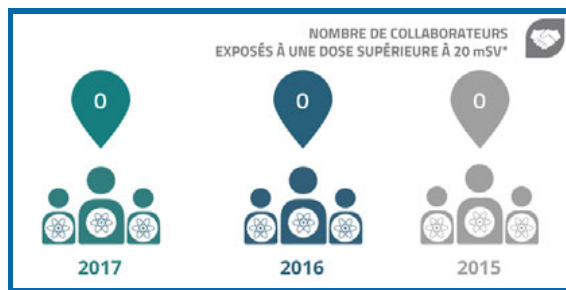 NOMBRE DE COLLABORATEURS
EXPOSÉS À UNE DOSE SUPÉRIEURE À 20 mSV*
0 0 0
2017 2016 2015